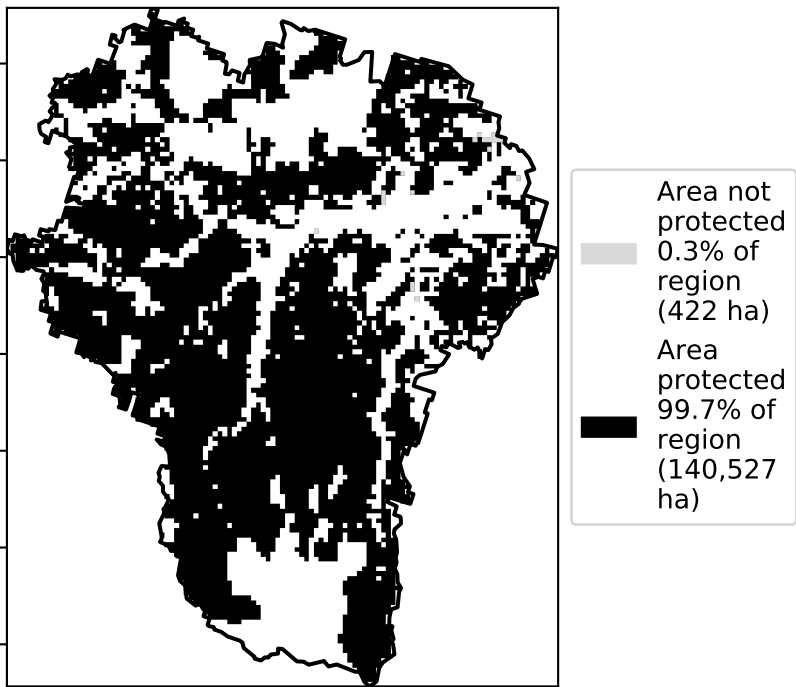 Area not
protected
0.3% of
region
(422 ha)
Area
protected
99.7% of
region
(140,527
ha)